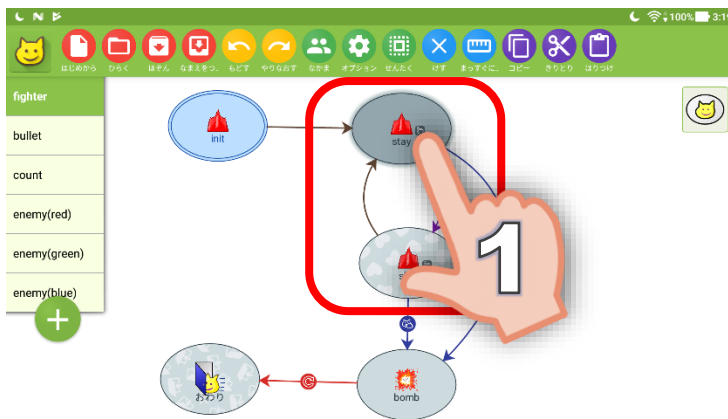 100% 3:1
はじめから ひらく ほぞん なまえをつ.. もどす やりなおす なかま オプション せんたく けす まっすぐに.. コピー きりとり はりつけ
fighter
bullet
count
enemy(red)
enemy(green)
enemy(blue)
+
init
stay
1
おわり
C
bomb